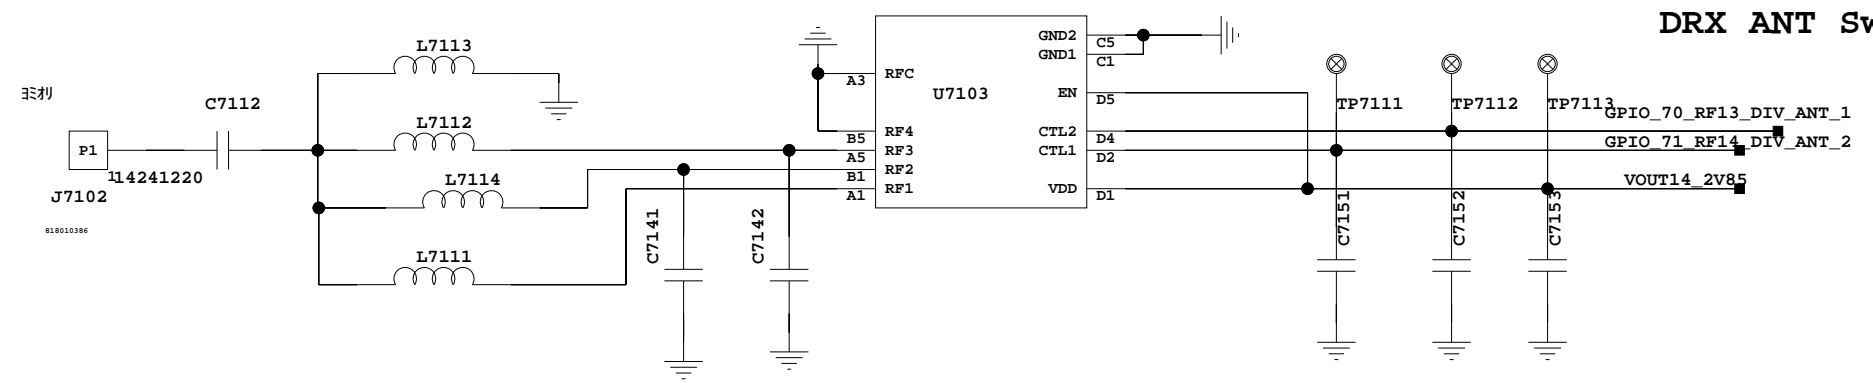 DRX ANT Sw
L7113
GND2
C5
GND1
C1
A3
RFC
ﾖﾐｵﾘ
C7112
U7103
EN
D5
TP7111
TP7112
TP7113
GPIO_70_RF13_DIV_ANT_1
L7112
B5
RF4
CTL2
D4
P1
A5
RF3
CTL1
D2
GPIO_71_RF14_DIV_ANT_2
1
14241220
L7114
B1
RF2
A1
RF1
VDD
D1
VOUT14_2V85
J7102
818010386
L7111
C7141
C7142
C7151
C7152
C7153